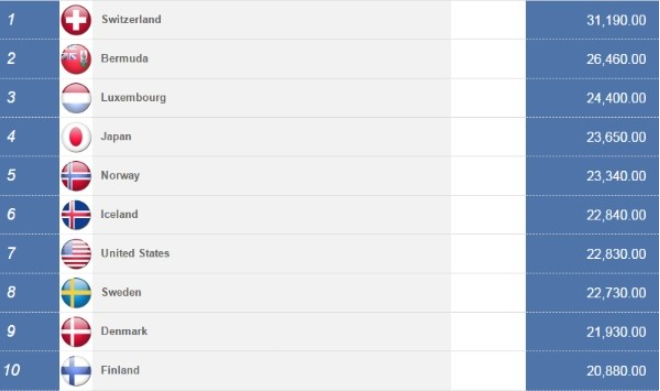 1 Switzerland 31,190.00
2 Bermuda 26,460.00
3 Luxembourg 24,400.00
4 Japan 23,650.00
5 Norway 23,340.00
6 Iceland 22,840.00
7 United States 22,830.00
8 Sweden 22,730.00
9 Denmark 21,930.00
10 Finland 20,880.00